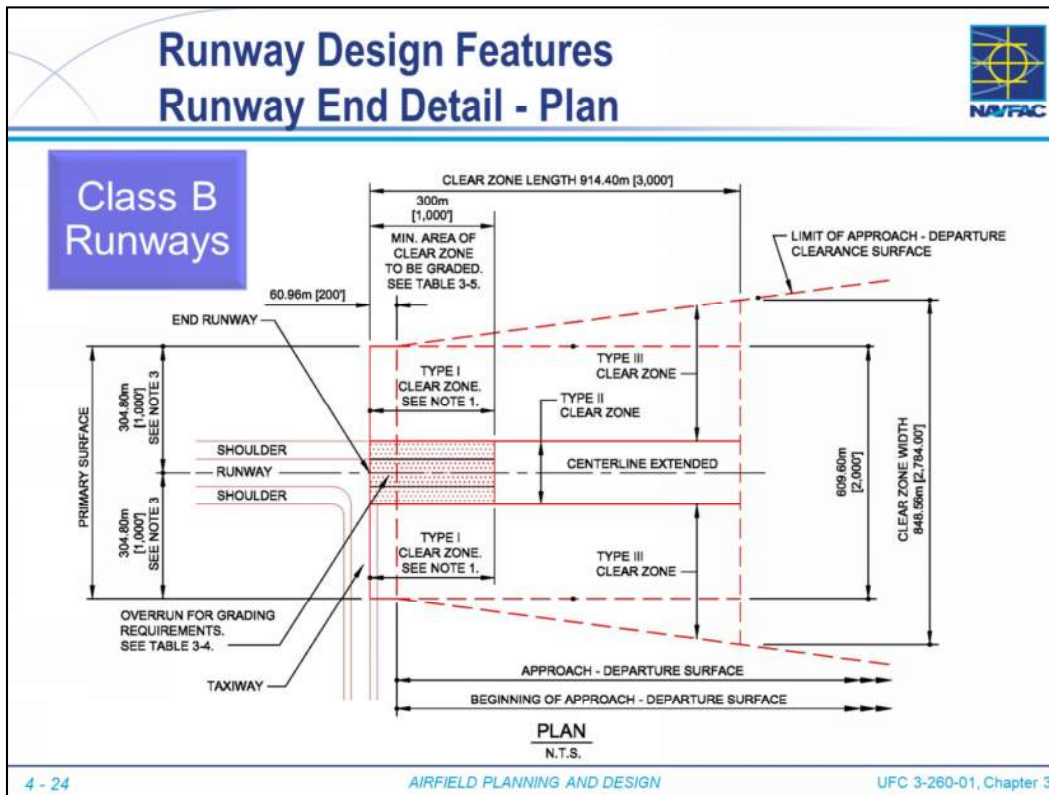 Runway Design Features
Runway End Detail - Plan
NAVFAC
Class B
Runways
CLEAR ZONE LENGTH 914.40m [3,000']
300m
[1,000']
MIN. AREA OF
CLEAR ZONE
TO BE GRADED.
SEE TABLE 3-5.
LIMIT OF APPROACH - DEPARTURE
CLEARANCE SURFACE
60.96m [200']
END RUNWAY
PRIMARY SURFACE
304.80m
[1,000']
SEE NOTE 3
304.80m
[1,000']
SEE NOTE 3
TYPE I
CLEAR ZONE.
SEE NOTE 1.
TYPE III
CLEAR ZONE
TYPE II
CLEAR ZONE
SHOULDER
RUNWAY
SHOULDER
CENTERLINE EXTENDED
609.60m
[2,000']
CLEAR ZONE WIDTH
848.56m [2,784.00']
TYPE I
CLEAR ZONE.
SEE NOTE 1.
TYPE III
CLEAR ZONE
OVERRUN FOR GRADING
REQUIREMENTS.
SEE TABLE 3-4.
TAXIWAY
APPROACH - DEPARTURE SURFACE
BEGINNING OF APPROACH - DEPARTURE SURFACE
PLAN
N.T.S.
4 - 24
AIRFIELD PLANNING AND DESIGN
UFC 3-260-01, Chapter 3